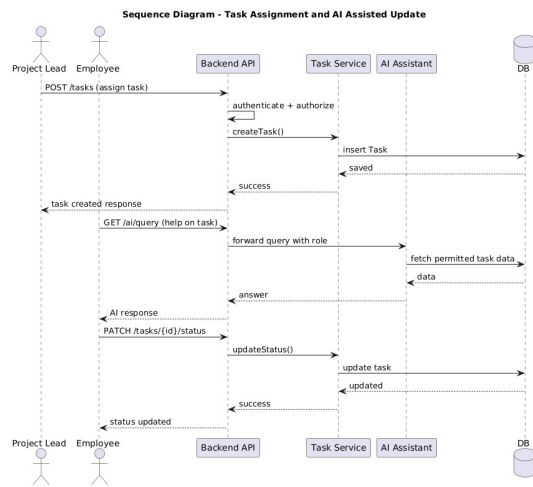 Sequence Diagram - Task Assignment and AI Assisted Update
Project Lead Employee Backend API Task Service AI Assistant DB
POST /tasks (assign task)
authenticate + authorize
createTask()
insert Task
saved
success
task created response
GET /ai/query (help on task)
forward query with role
fetch permitted task data
data
answer
AI response
PATCH /tasks/{id}/status
updateStatus()
update task
updated
success
status updated
Project Lead Employee Backend API Task Service AI Assistant DB